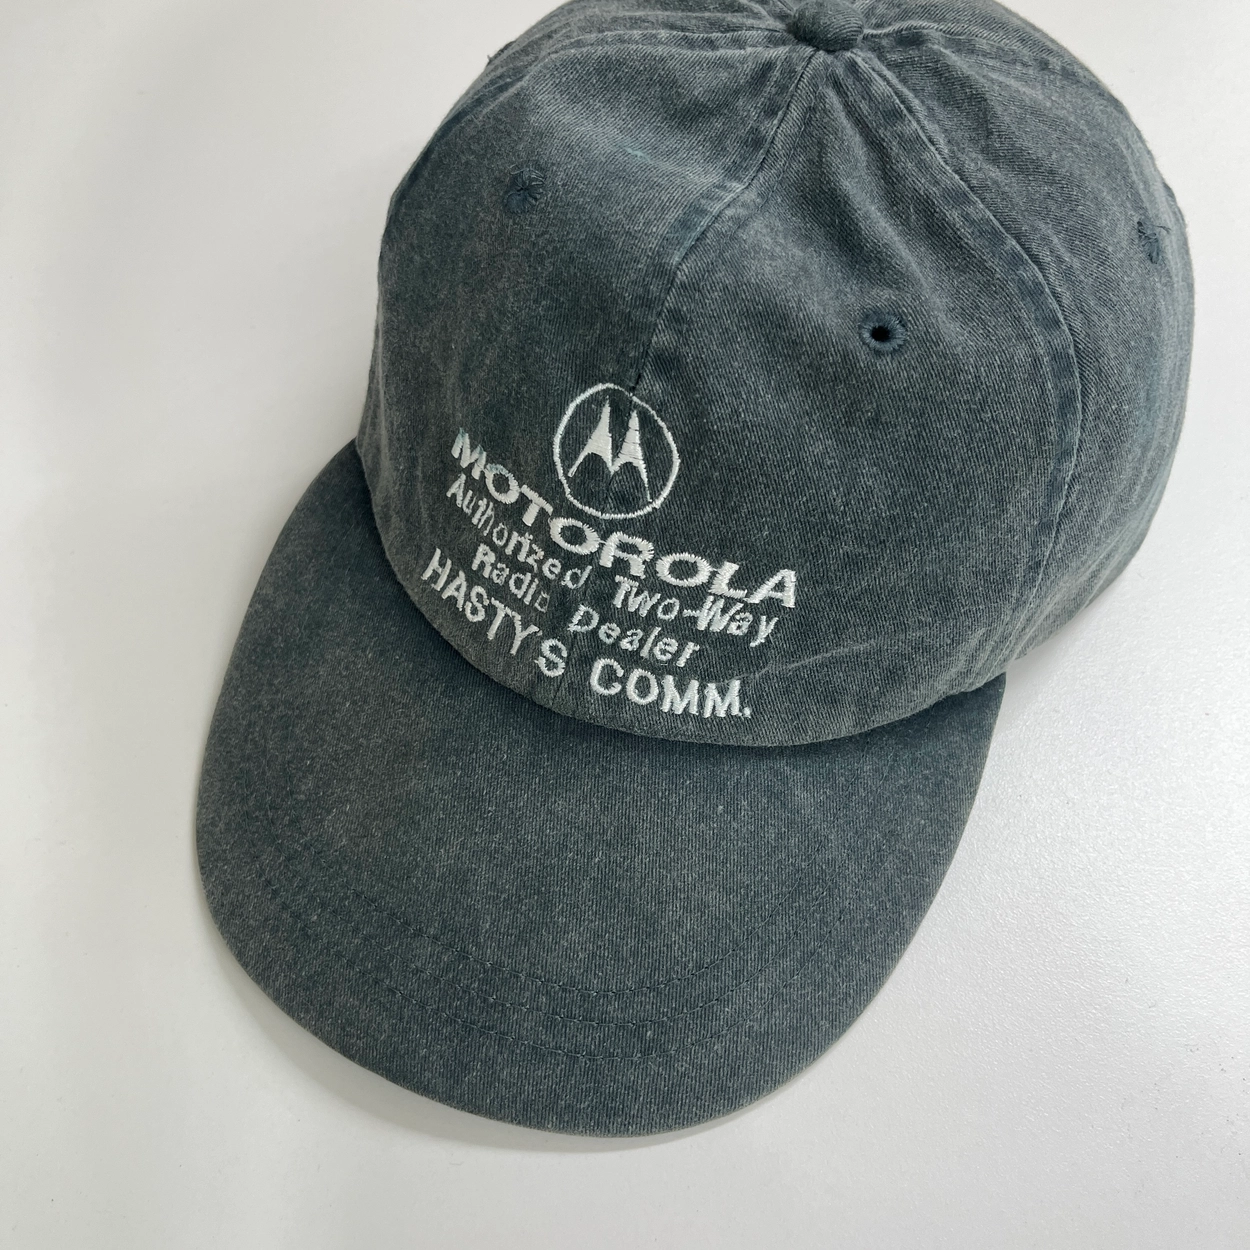 MOTOROLA
Authorized Two-Way
Radio Dealer
HASTY'S COMM.